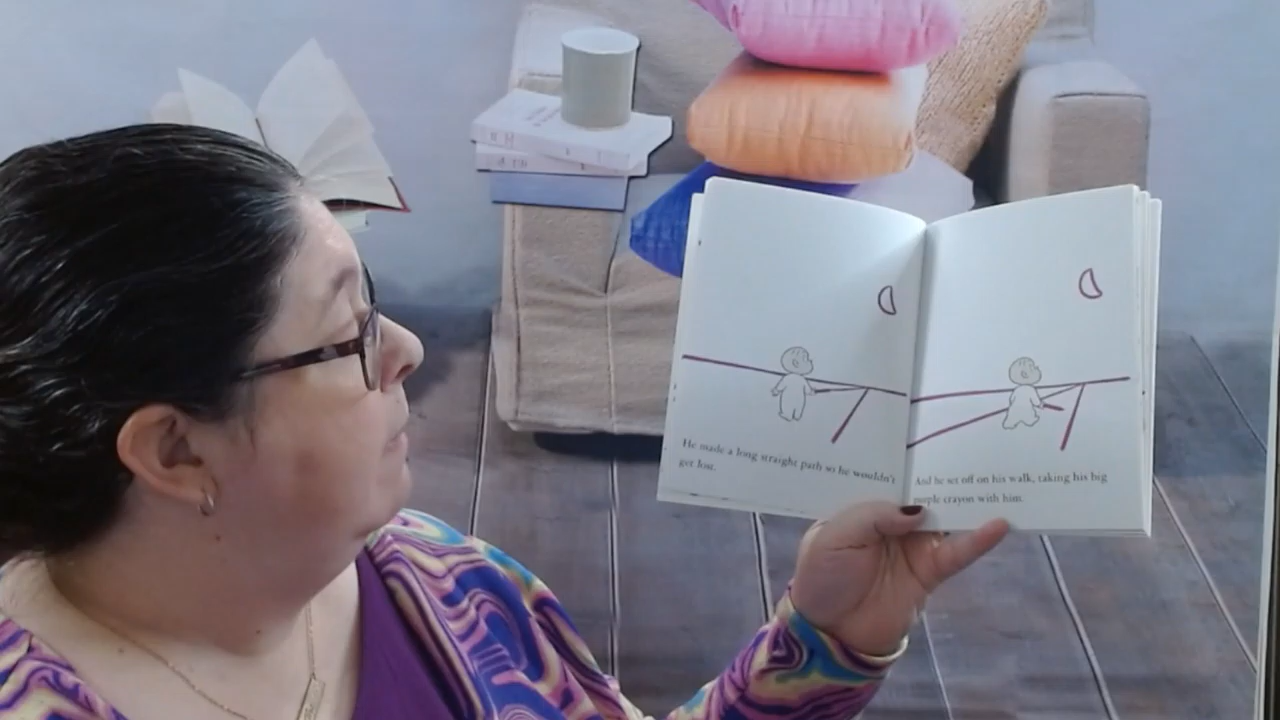 He made a long straight path so he wouldn't
get lost.
And he set off on his walk, taking his big
purple crayon with him.